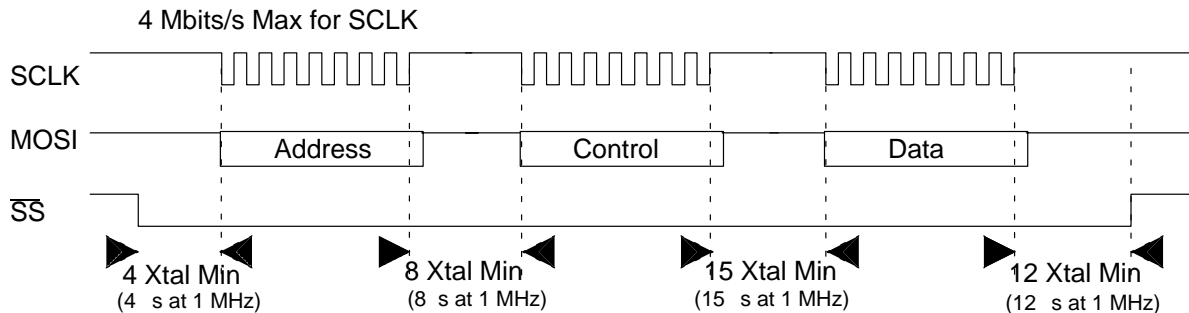 4 Mbits/s Max for SCLK
SCLK
MOSI
Address
Control
Data
SS
4 Xtal Min
(4 s at 1 MHz)
8 Xtal Min
(8 s at 1 MHz)
15 Xtal Min
(15 s at 1 MHz)
12 Xtal Min
(12 s at 1 MHz)